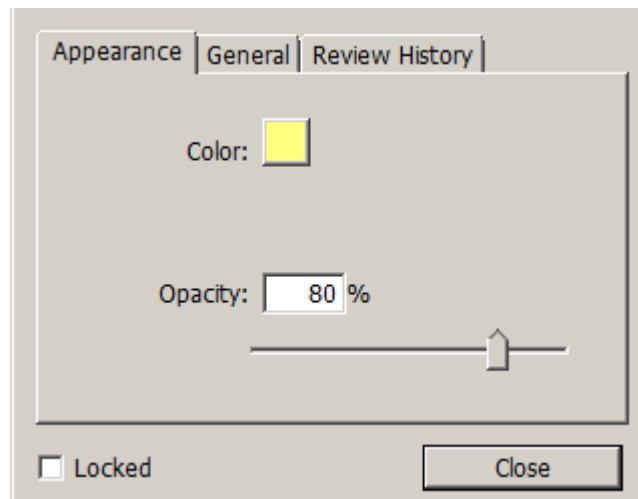 Appearance General Review History
Color:
Opacity: 80 %
Locked Close